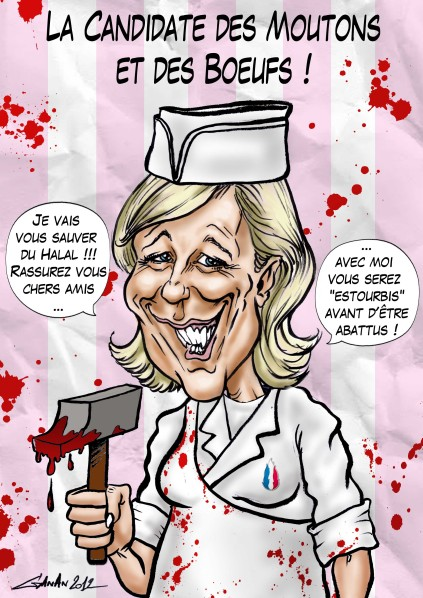 La Candidate des Moutons
et des Boeufs !
Je vais
vous sauver
du Halal !!!
Rassurez vous
chers amis
...
...
avec moi
vous serez
"estourbis"
avant d'être
abattus !
Ganan 2012